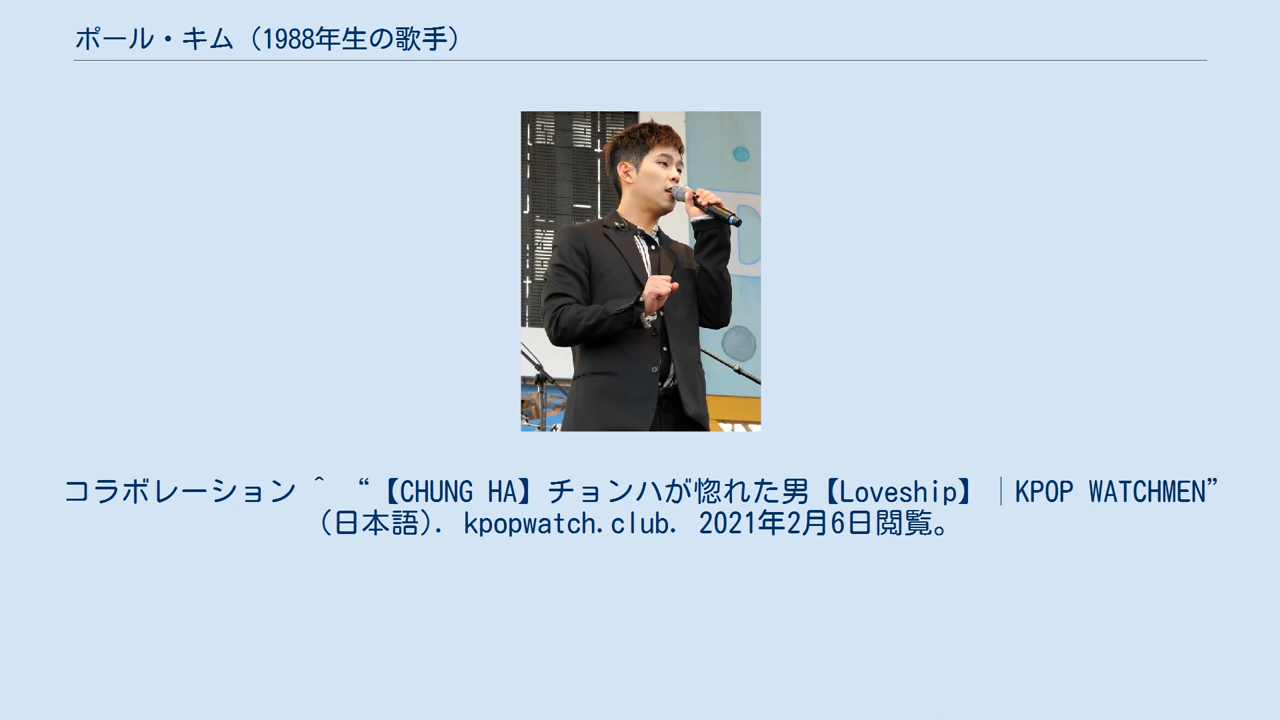 ポール・キム（1988年生の歌手）
コラボレーション ^ “【CHUNG HA】チョンハが惚れた男【Loveship】｜KPOP WATCHMEN”
(日本語). kpopwatch.club. 2021年2月6日閲覧。